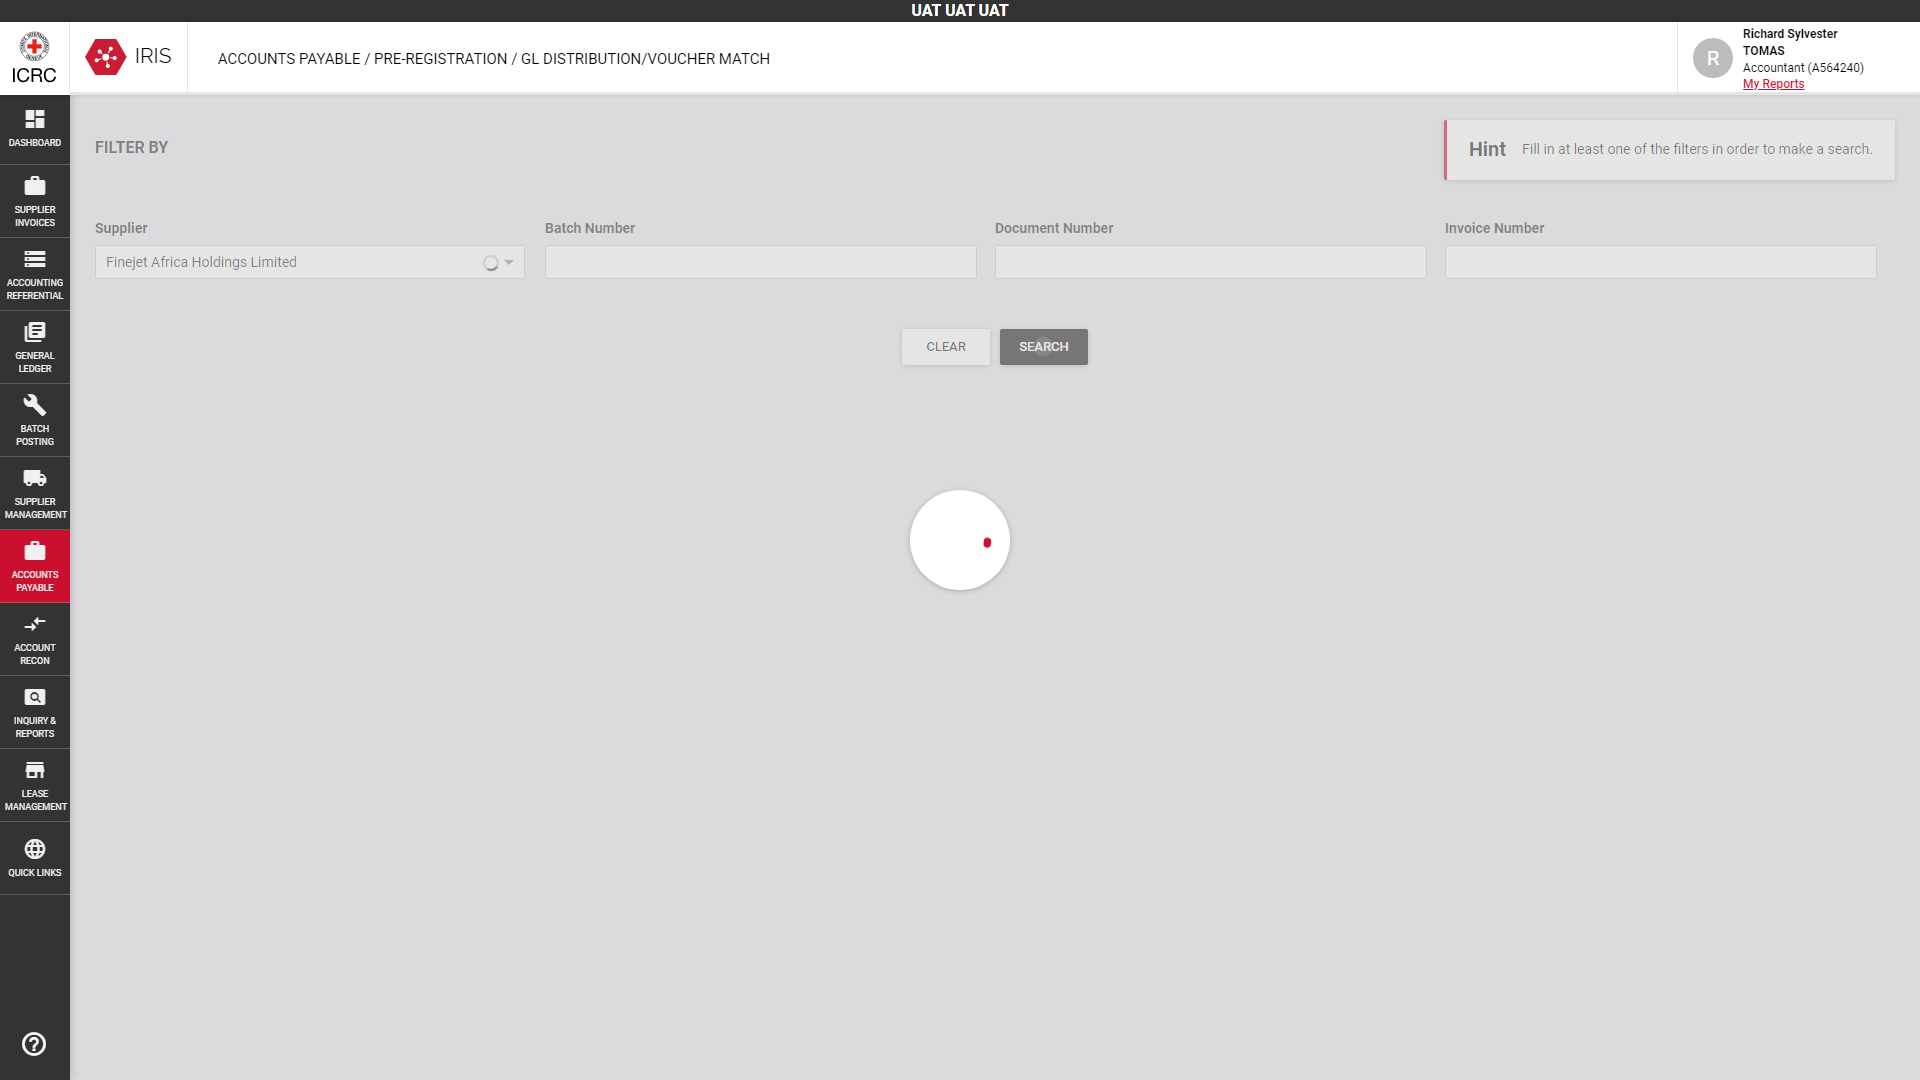 UAT UAT UAT
ICRC
IRIS
ACCOUNTS PAYABLE / PRE-REGISTRATION / GL DISTRIBUTION/VOUCHER MATCH
R
Richard Sylvester
TOMAS
Accountant (A564240)
My Reports
DASHBOARD
SUPPLIER
INVOICES
ACCOUNTING
REFERENTIAL
GENERAL
LEDGER
BATCH
POSTING
SUPPLIER
MANAGEMENT
ACCOUNTS
PAYABLE
ACCOUNT
RECON
INQUIRY &
REPORTS
LEASE
MANAGEMENT
QUICK LINKS
FILTER BY
Hint Fill in at least one of the filters in order to make a search.
Supplier
Batch Number
Document Number
Invoice Number
Finejet Africa Holdings Limited
CLEAR
SEARCH